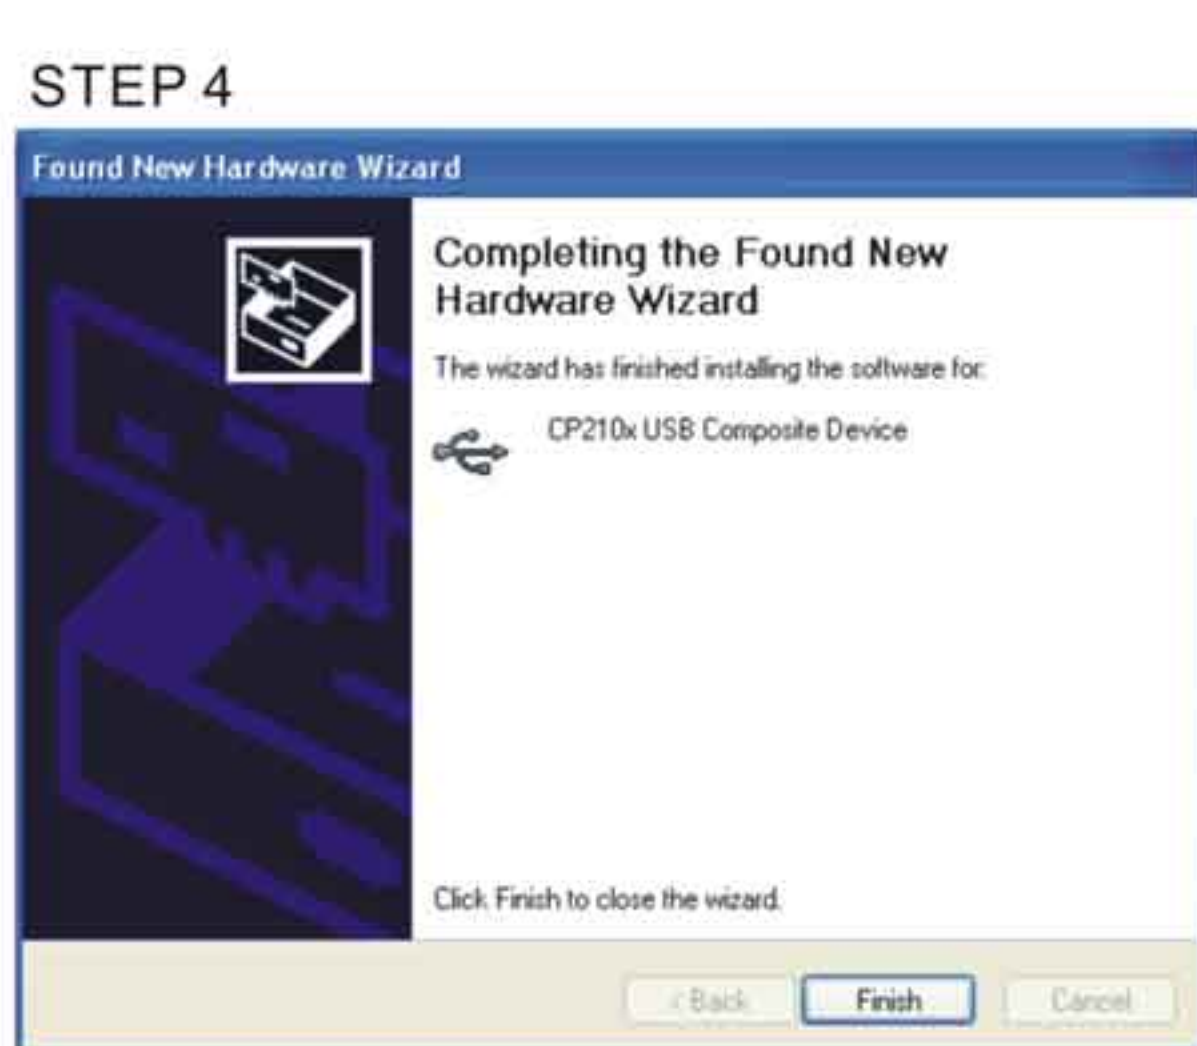 STEP 4
Found New Hardware Wizard
Completing the Found New
Hardware Wizard
The wizard has finished installing the software for:
CP210x USB Composite Device
Click Finish to close the wizard.
< Back
Finish
Cancel